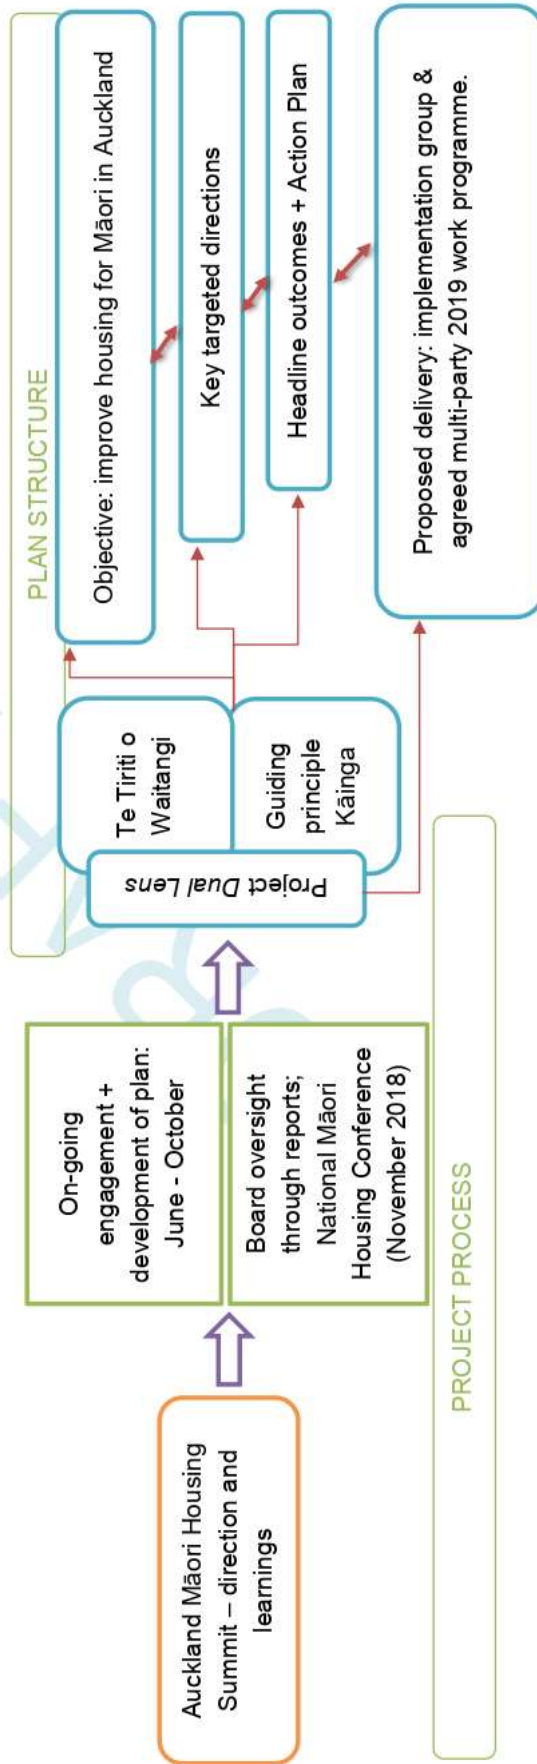 PLAN STRUCTURE
Auckland Māori Housing
Summit – direction and
learnings
On-going
engagement +
development of plan:
June - October
Board oversight
through reports;
National Māori
Housing Conference
(November 2018)
Project Dual Lens
Te Tiriti o
Waitangi
Guiding
principle
Kāinga
Objective: improve housing for Māori in Auckland
Key targeted directions
Headline outcomes + Action Plan
Proposed delivery: implementation group &
agreed multi-party 2019 work programme.
PROJECT PROCESS